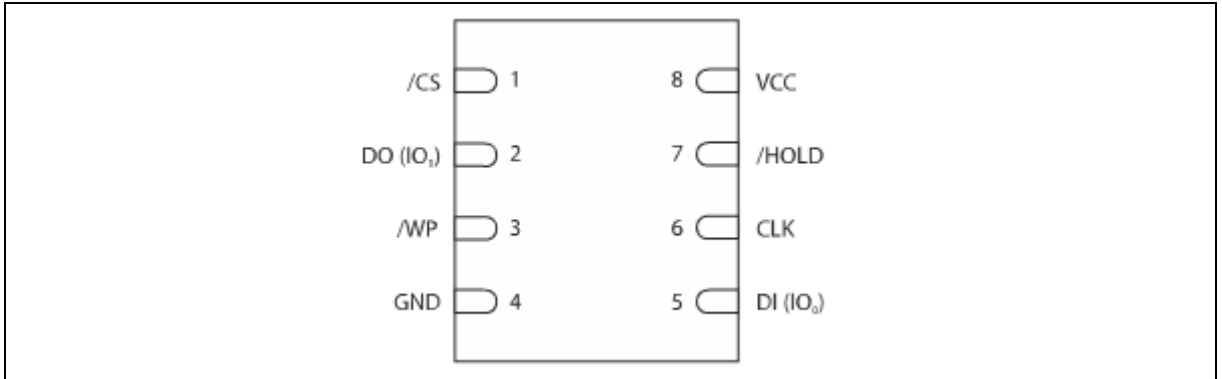 /CS 1 8 VCC
DO (IO₁) 2 7 /HOLD
/WP 3 6 CLK
GND 4 5 DI (IO₀)